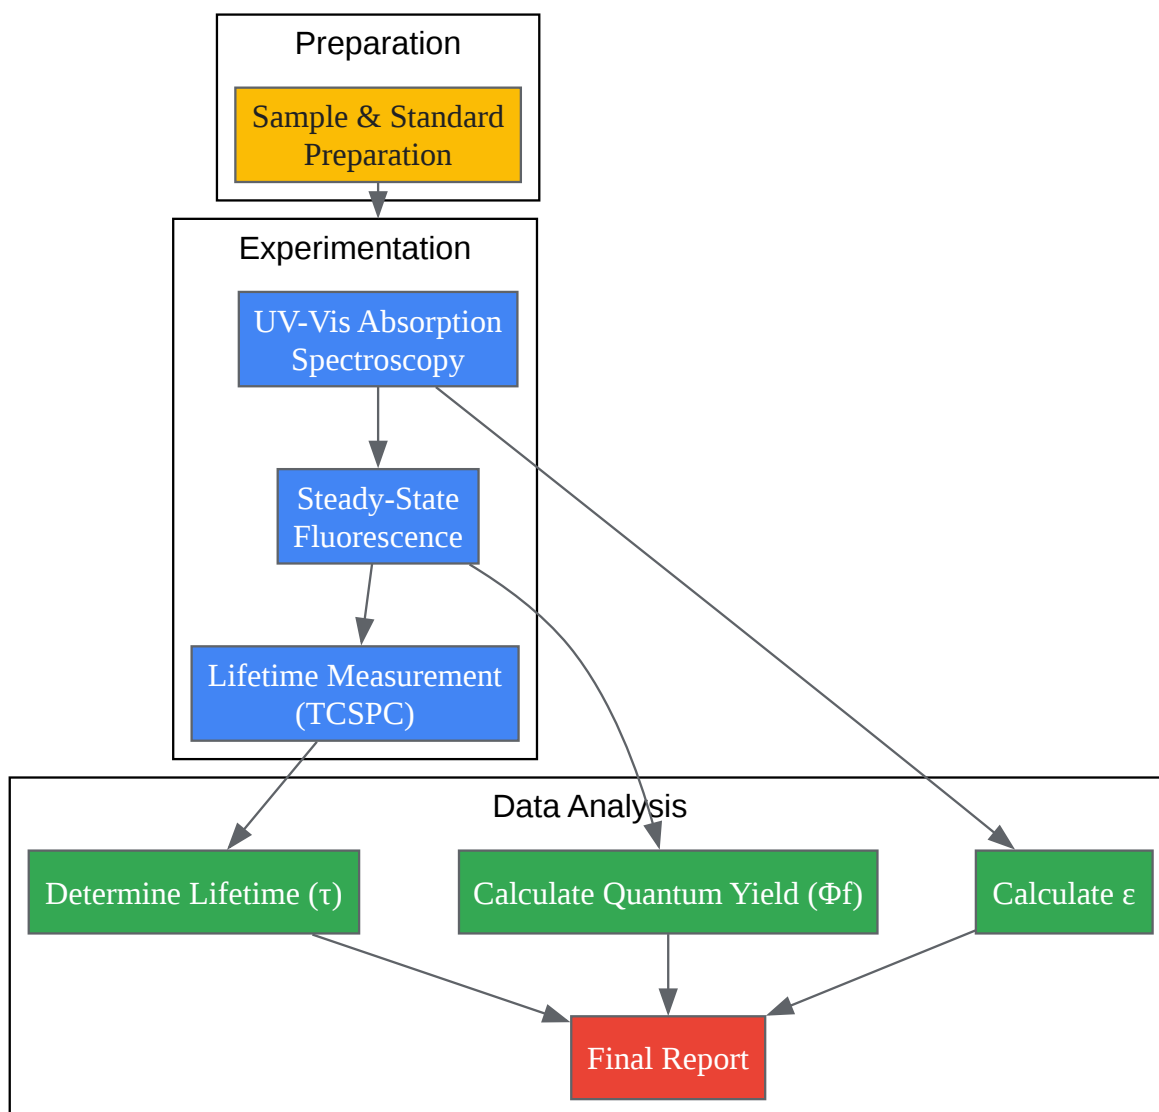 Preparation
Sample & Standard
Preparation
Experimentation
UV-Vis Absorption
Spectroscopy
Steady-State
Fluorescence
Lifetime Measurement
(TCSPC)
Data Analysis
Determine Lifetime (τ)
Calculate Quantum Yield (Φf)
Calculate ε
Final Report